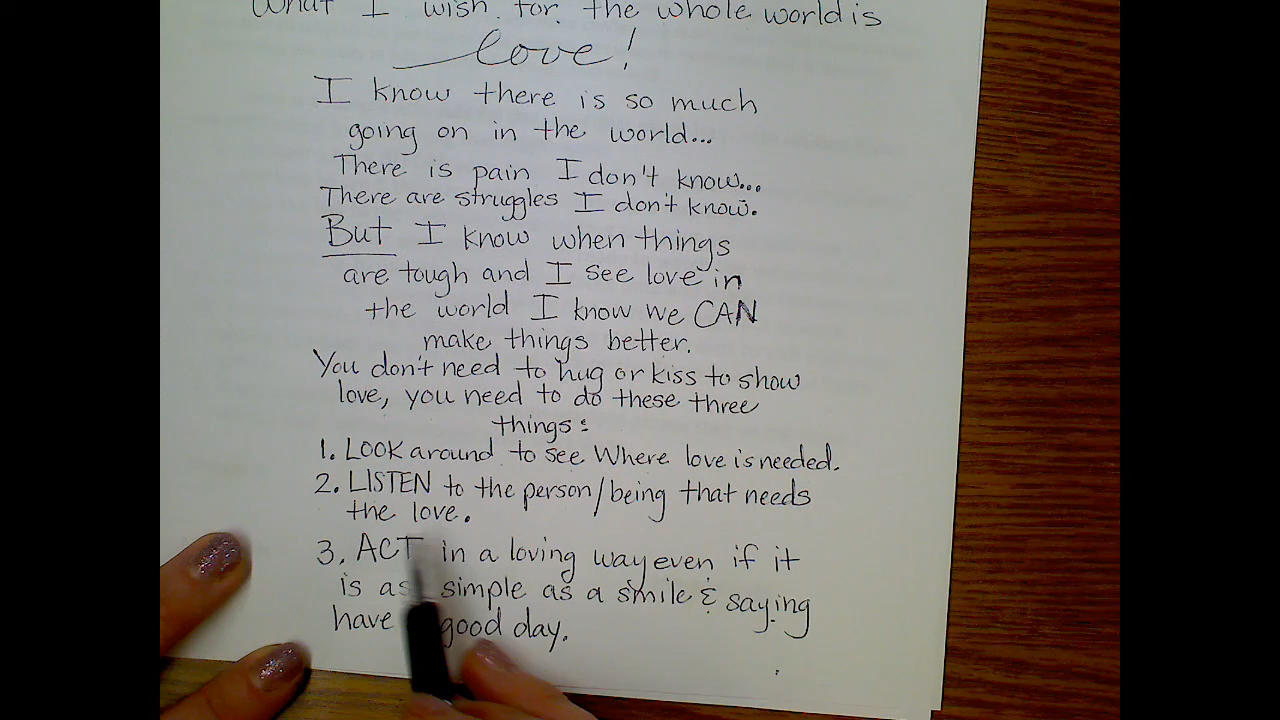 What I wish for the whole world is
love!
I know there is so much
going on in the world...
There is pain I don't know...
There are struggles I don't know.
But I know when things
are tough and I see love in
the world I know we CAN
make things better.
You don't need to hug or kiss to show
love, you need to do these three
things:
1. LOOK around to see Where love is needed.
2. LISTEN to the person/being that needs
the love.
3. ACT in a loving way even if it
is as simple as a smile & saying
have good day.